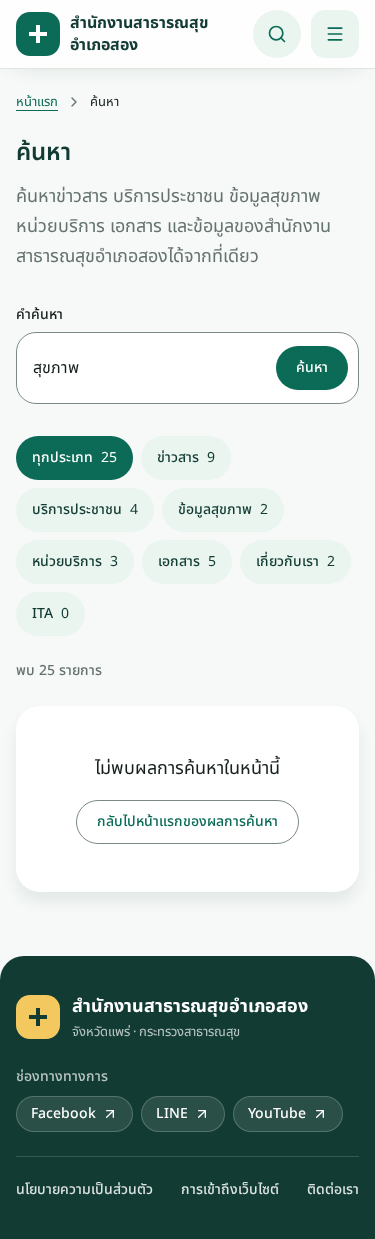 สำนักงานสาธารณสุข
อำเภอสอง
หน้าแรก > ค้นหา
ค้นหา
ค้นหาข่าวสาร บริการประชาชน ข้อมูลสุขภาพ
หน่วยบริการ เอกสาร และข้อมูลของสำนักงาน
สาธารณสุขอำเภอสองได้จากที่เดียว
คำค้นหา
สุขภาพ ค้นหา
ทุกประเภท 25 ข่าวสาร 9
บริการประชาชน 4 ข้อมูลสุขภาพ 2
หน่วยบริการ 3 เอกสาร 5 เกี่ยวกับเรา 2
ITA 0
พบ 25 รายการ
ไม่พบผลการค้นหาในหน้านี้
กลับไปหน้าแรกของผลการค้นหา
สำนักงานสาธารณสุขอำเภอสอง
จังหวัดแพร่ · กระทรวงสาธารณสุข
ช่องทางทางการ
Facebook LINE YouTube
นโยบายความเป็นส่วนตัว การเข้าถึงเว็บไซต์ ติดต่อเรา